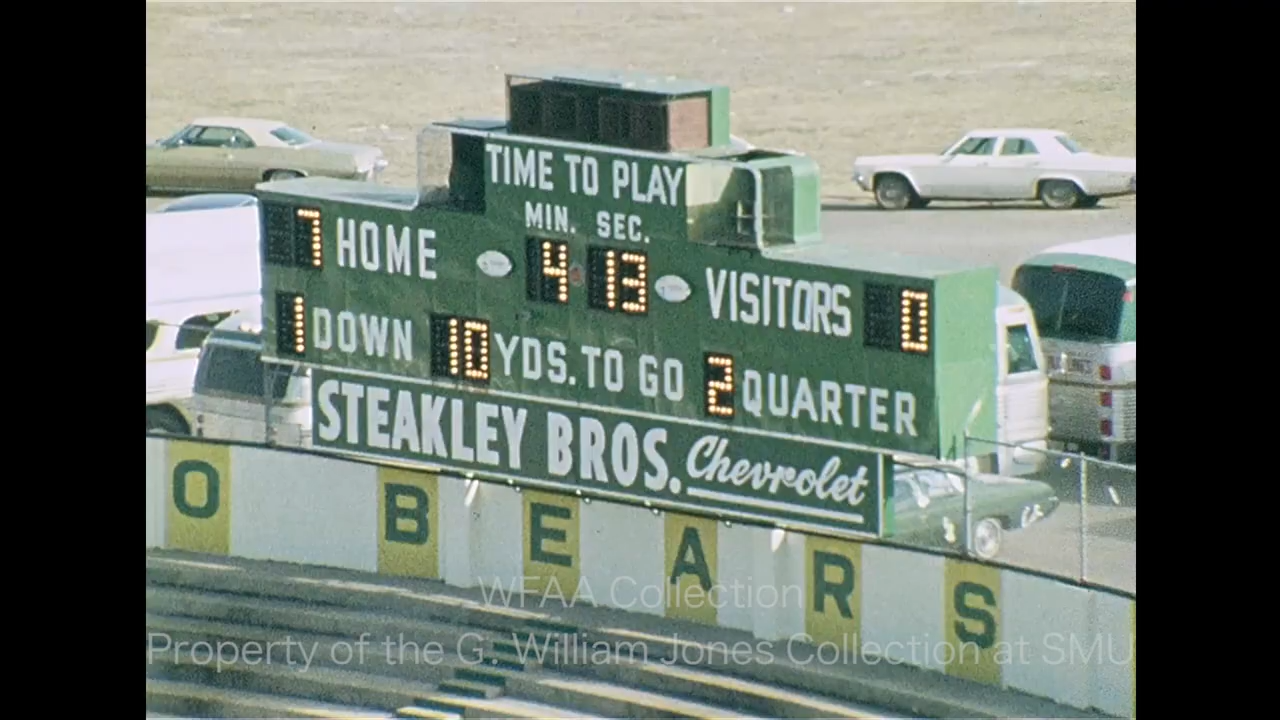 TIME TO PLAY
MIN. SEC.
7 HOME 4 13 VISITORS 0
1 DOWN 10 YDS. TO GO 2 QUARTER
STEAKLEY BROS. Chevrolet
O BEARS
WFAA Collection
Property of the G. William Jones Collection at SMU